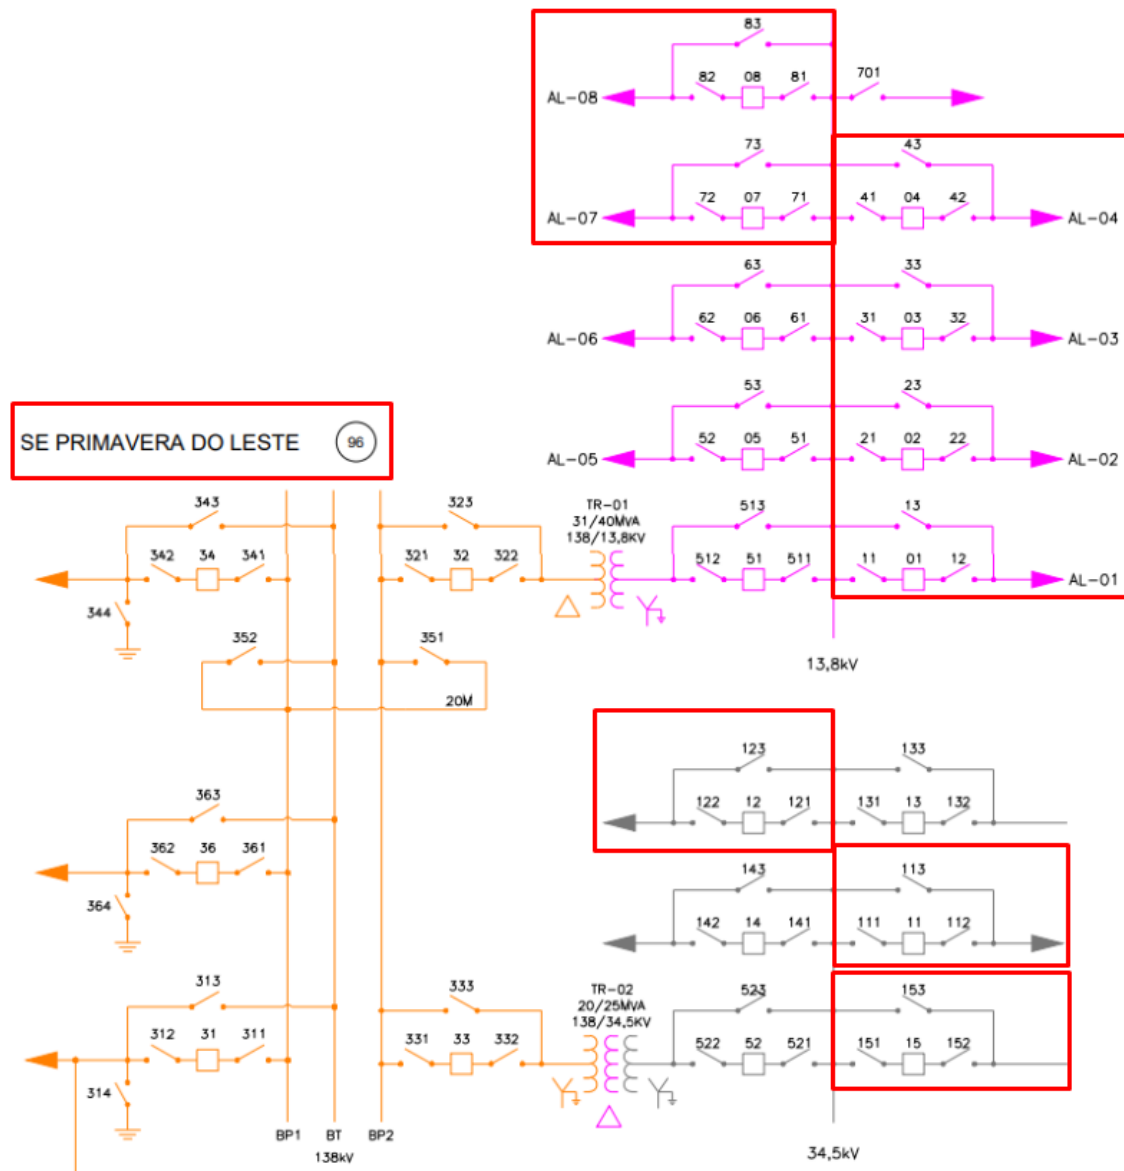 83
82 08 81 701
AL-08
73 43
72 07 71 41 04 42
AL-07 AL-04
63 33
62 06 61 31 03 32
AL-06 AL-03
53 23
SE PRIMAVERA DO LESTE 96
52 05 51 21 02 22
AL-05 AL-02
343 323
TR-01
31/40MVA
138/13,8KV
513 13
342 34 341 321 32 322
512 51 511 11 01 12
AL-01
344
352 351
13,8kV
20M
123 133
363
122 12 121 131 13 132
362 36 361
143 113
364
142 14 141 111 11 112
313 333
TR-02
20/25MVA
138/34,5KV
523 153
312 31 311 331 33 332
522 52 521 151 15 152
314
BP1 BT BP2
138kV
34,5kV